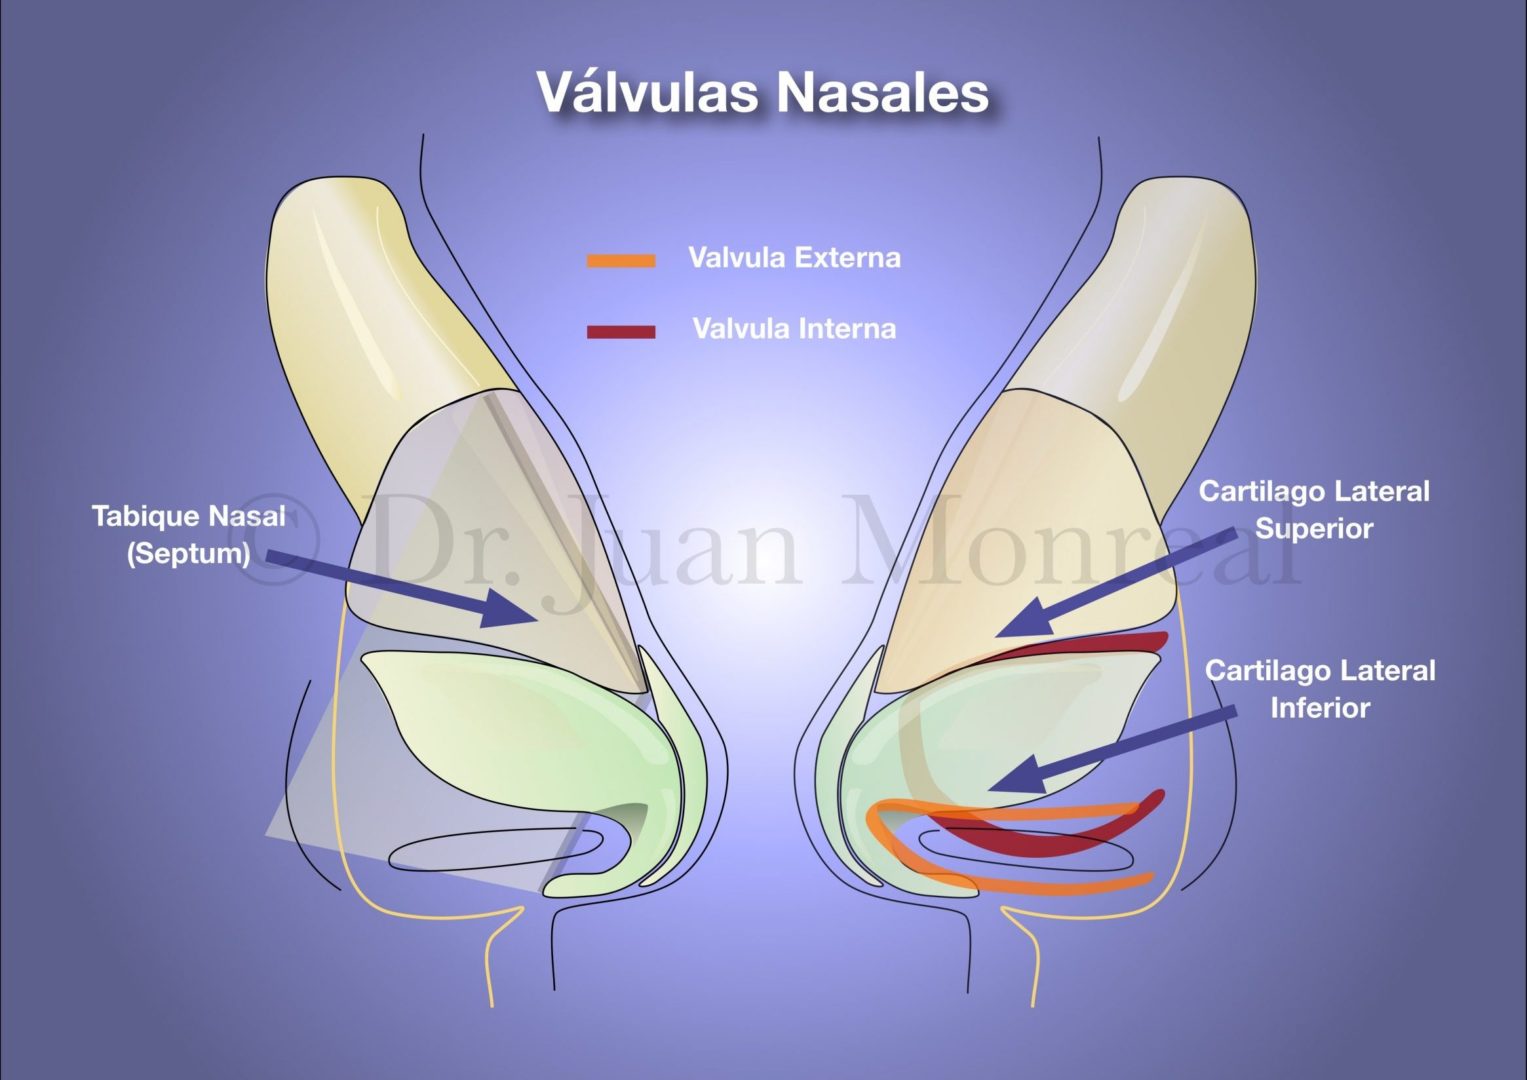 Válvulas Nasales
Valvula Externa
Valvula Interna
Tabique Nasal
(Septum)
Cartilago Lateral
Superior
Cartilago Lateral
Inferior
© Dr. Juan Monreal